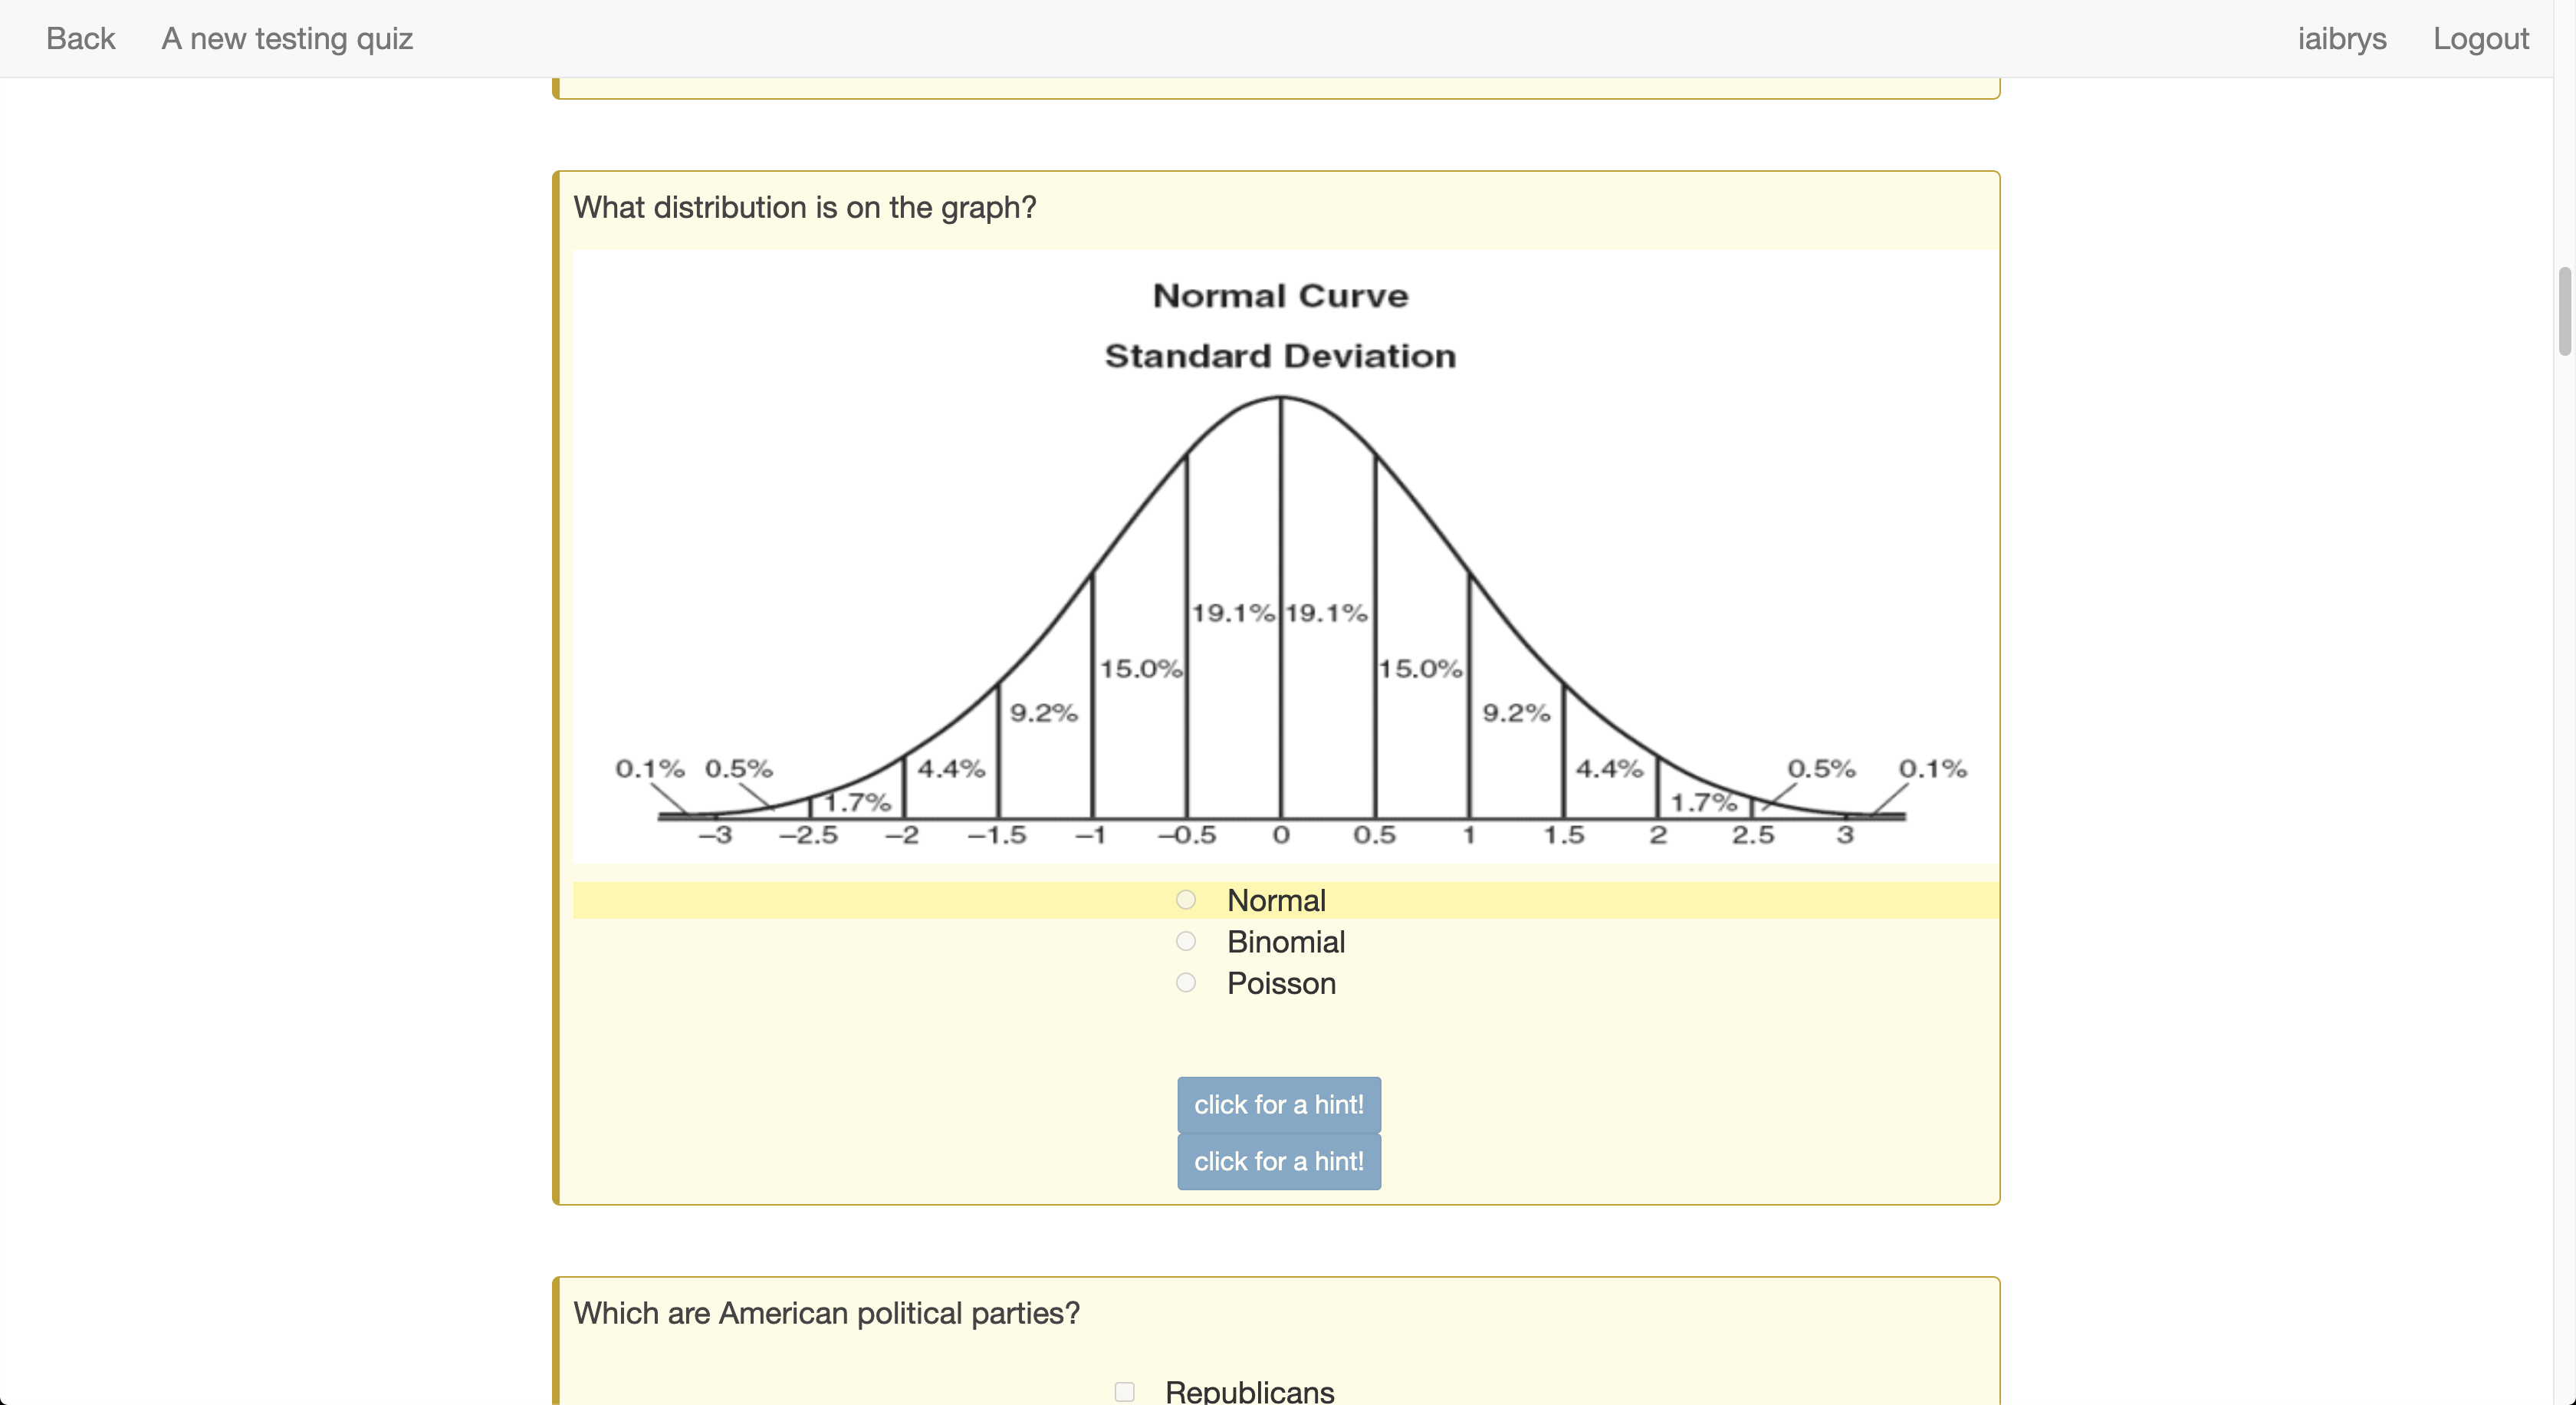 Back A new testing quiz iaibrys Logout
What distribution is on the graph?
Normal Curve
Standard Deviation
19.1% 19.1%
15.0% 15.0%
9.2% 9.2%
0.1% 0.5% 4.4% 4.4% 0.5% 0.1%
1.7% 1.7%
−3 −2.5 −2 −1.5 −1 −0.5 0 0.5 1 1.5 2 2.5 3
Normal
Binomial
Poisson
click for a hint!
click for a hint!
Which are American political parties?
Republicans